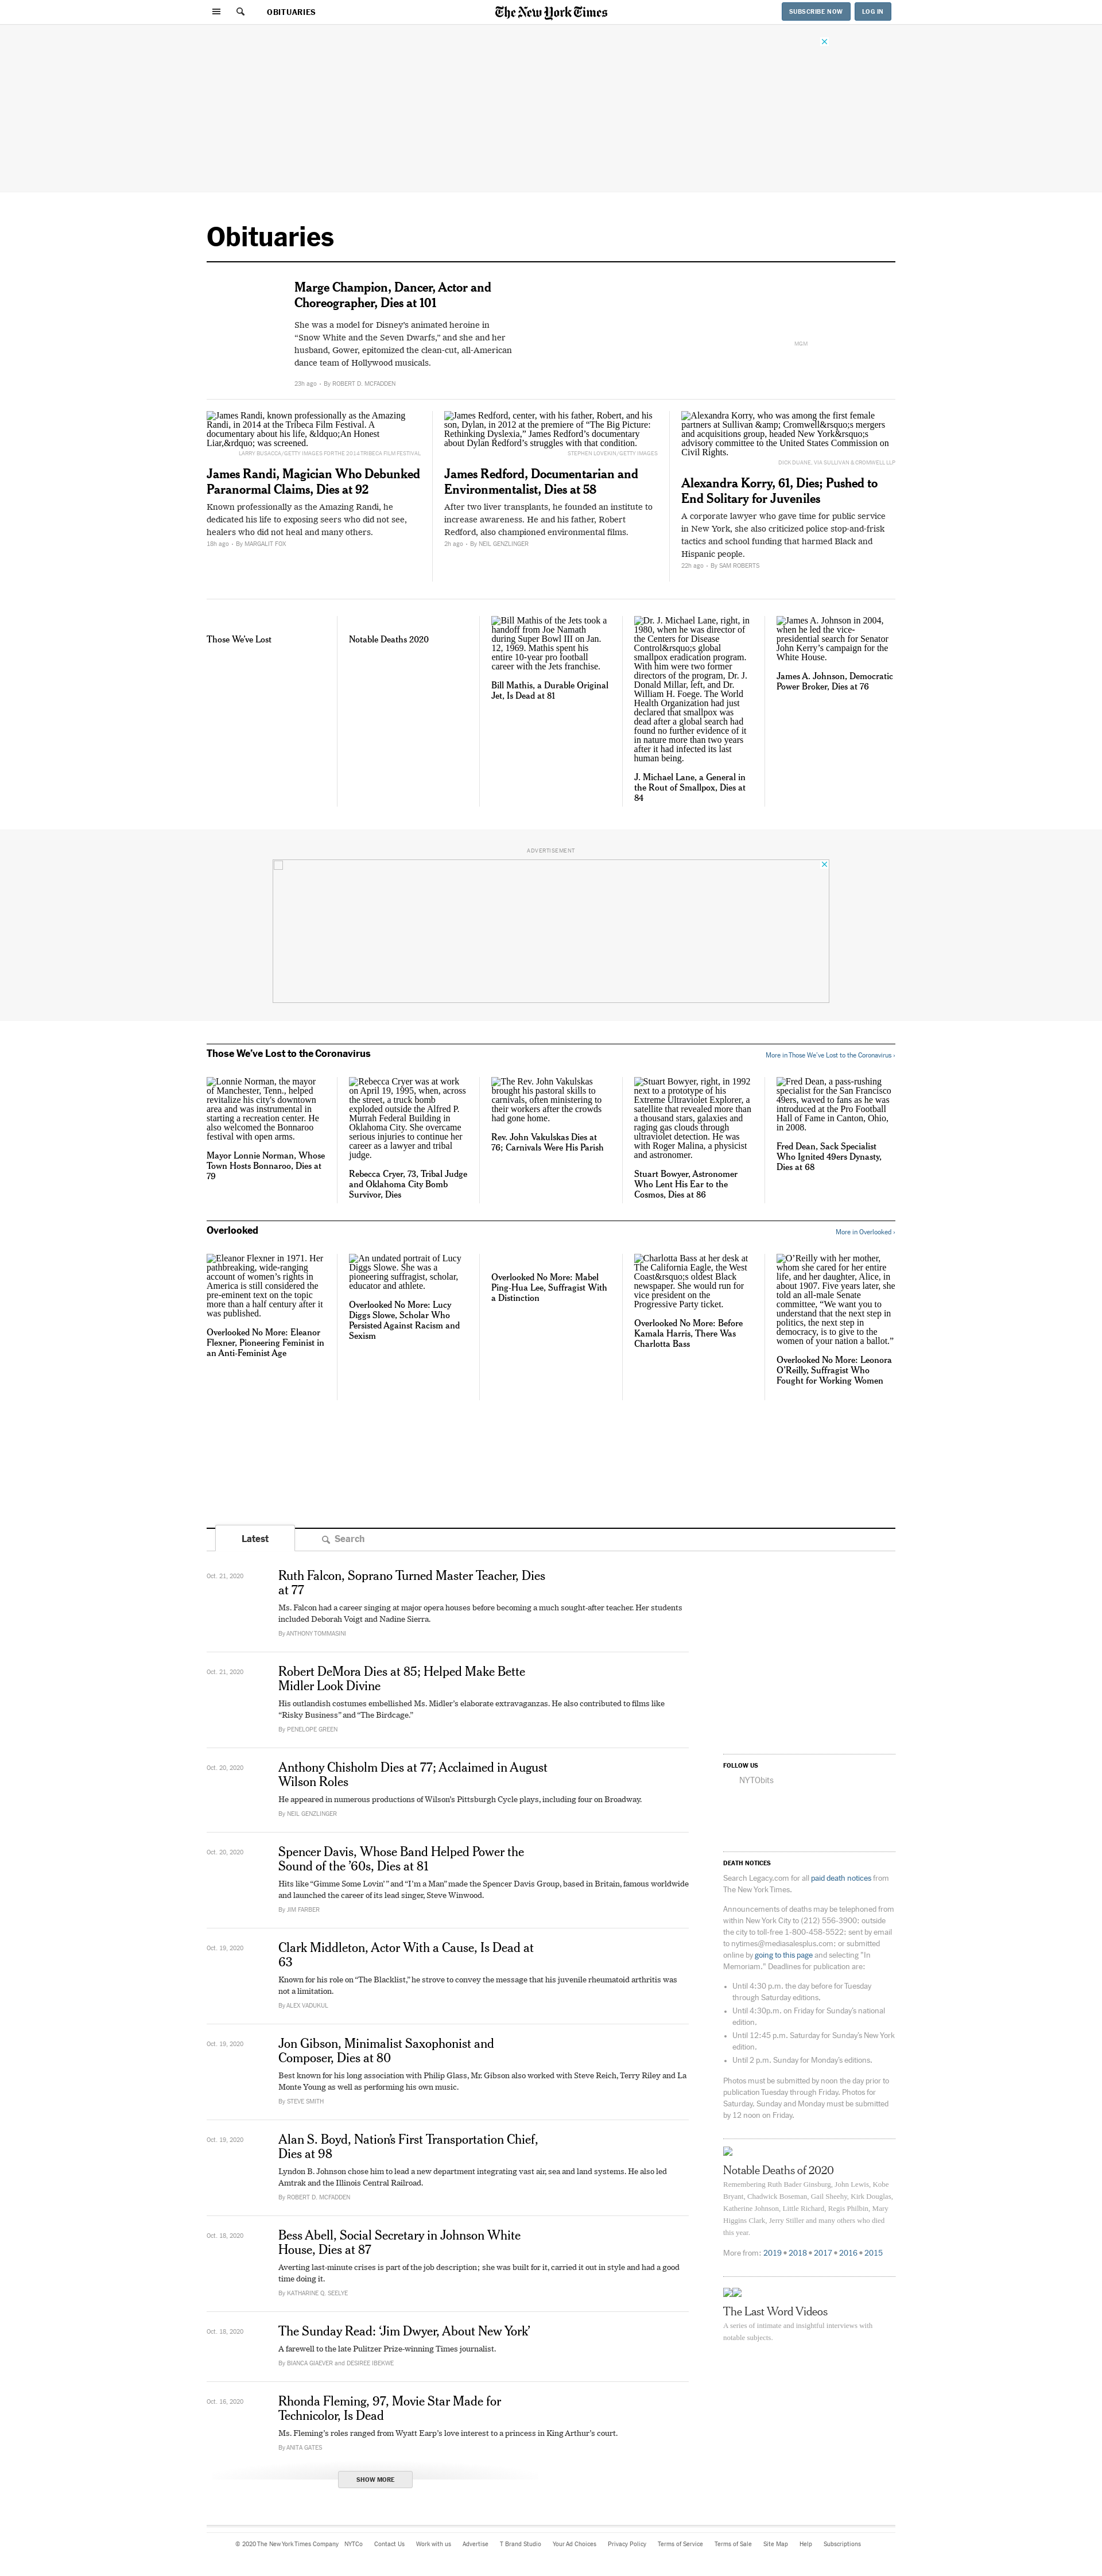 OBITUARIES
The New York Times
SUBSCRIBE NOW
LOG IN
Obituaries
Marge Champion, Dancer, Actor and
Choreographer, Dies at 101
She was a model for Disney's animated heroine in
“Snow White and the Seven Dwarfs,” and she and her
husband, Gower, epitomized the clean-cut, all-American
dance team of Hollywood musicals.
23h ago · By ROBERT D. MCFADDEN
MGM
James Randi, known professionally as the Amazing
Randi, in 2014 at the Tribeca Film Festival. A
documentary about his life, &ldquo;An Honest
Liar,&rdquo; was screened.
LARRY BUSACCA/GETTY IMAGES FOR THE 2014 TRIBECA FILM FESTIVAL
James Randi, Magician Who Debunked
Paranormal Claims, Dies at 92
Known professionally as the Amazing Randi, he
dedicated his life to exposing seers who did not see,
healers who did not heal and many others.
18h ago · By MARGALIT FOX
James Redford, center, with his father, Robert, and his
son, Dylan, in 2012 at the premiere of “The Big Picture:
Rethinking Dyslexia,” James Redford’s documentary
about Dylan Redford’s struggles with that condition.
STEPHEN LOVEKIN/GETTY IMAGES
James Redford, Documentarian and
Environmentalist, Dies at 58
After two liver transplants, he founded an institute to
increase awareness. He and his father, Robert
Redford, also championed environmental films.
2h ago · By NEIL GENZLINGER
Alexandra Korry, who was among the first female
partners at Sullivan &amp; Cromwell&rsquo;s mergers
and acquisitions group, headed New York&rsquo;s
advisory committee to the United States Commission on
Civil Rights.
DICK DUANE, VIA SULLIVAN & CROMWELL LLP
Alexandra Korry, 61, Dies; Pushed to
End Solitary for Juveniles
A corporate lawyer who gave time for public service
in New York, she also criticized police stop-and-frisk
tactics and school funding that harmed Black and
Hispanic people.
22h ago · By SAM ROBERTS
Those We’ve Lost
Notable Deaths 2020
Bill Mathis of the Jets took a
handoff from Joe Namath
during Super Bowl III on Jan.
12, 1969. Mathis spent his
entire 10-year pro football
career with the Jets franchise.
Bill Mathis, a Durable Original
Jet, Is Dead at 81
Dr. J. Michael Lane, right, in
1980, when he was director of
the Centers for Disease
Control&rsquo;s global
smallpox eradication program.
With him were two former
directors of the program, Dr. J.
Donald Millar, left, and Dr.
William H. Foege. The World
Health Organization had just
declared that smallpox was
dead after a global search had
found no further evidence of it
in nature more than two years
after it had infected its last
human being.
J. Michael Lane, a General in
the Rout of Smallpox, Dies at
84
James A. Johnson in 2004,
when he led the vice-
presidential search for Senator
John Kerry’s campaign for the
White House.
James A. Johnson, Democratic
Power Broker, Dies at 76
ADVERTISEMENT
Those We’ve Lost to the Coronavirus
More in Those We’ve Lost to the Coronavirus ›
Lonnie Norman, the mayor
of Manchester, Tenn., helped
revitalize his city's downtown
area and was instrumental in
starting a recreation center. He
also welcomed the Bonnaroo
festival with open arms.
Mayor Lonnie Norman, Whose
Town Hosts Bonnaroo, Dies at
79
Rebecca Cryer was at work
on April 19, 1995, when, across
the street, a truck bomb
exploded outside the Alfred P.
Murrah Federal Building in
Oklahoma City. She overcame
serious injuries to continue her
career as a lawyer and tribal
judge.
Rebecca Cryer, 73, Tribal Judge
and Oklahoma City Bomb
Survivor, Dies
The Rev. John Vakulskas
brought his pastoral skills to
carnivals, often ministering to
their workers after the crowds
had gone home.
Rev. John Vakulskas Dies at
76; Carnivals Were His Parish
Stuart Bowyer, right, in 1992
next to a prototype of his
Extreme Ultraviolet Explorer, a
satellite that revealed more than
a thousand stars, galaxies and
raging gas clouds through
ultraviolet detection. He was
with Roger Malina, a physicist
and astronomer.
Stuart Bowyer, Astronomer
Who Lent His Ear to the
Cosmos, Dies at 86
Fred Dean, a pass-rushing
specialist for the San Francisco
49ers, waved to fans as he was
introduced at the Pro Football
Hall of Fame in Canton, Ohio,
in 2008.
Fred Dean, Sack Specialist
Who Ignited 49ers Dynasty,
Dies at 68
Overlooked
More in Overlooked ›
Eleanor Flexner in 1971. Her
pathbreaking, wide-ranging
account of women’s rights in
America is still considered the
pre-eminent text on the topic
more than a half century after it
was published.
Overlooked No More: Eleanor
Flexner, Pioneering Feminist in
an Anti-Feminist Age
An undated portrait of Lucy
Diggs Slowe. She was a
pioneering suffragist, scholar,
educator and athlete.
Overlooked No More: Lucy
Diggs Slowe, Scholar Who
Persisted Against Racism and
Sexism
Overlooked No More: Mabel
Ping-Hua Lee, Suffragist With
a Distinction
Charlotta Bass at her desk at
The California Eagle, the West
Coast&rsquo;s oldest Black
newspaper. She would run for
vice president on the
Progressive Party ticket.
Overlooked No More: Before
Kamala Harris, There Was
Charlotta Bass
O’Reilly with her mother,
whom she cared for her entire
life, and her daughter, Alice, in
about 1907. Five years later, she
told an all-male Senate
committee, “We want you to
understand that the next step in
politics, the next step in
democracy, is to give to the
women of your nation a ballot.”
Overlooked No More: Leonora
O’Reilly, Suffragist Who
Fought for Working Women
Latest
Search
Oct. 21, 2020
Ruth Falcon, Soprano Turned Master Teacher, Dies
at 77
Ms. Falcon had a career singing at major opera houses before becoming a much sought-after teacher. Her students
included Deborah Voigt and Nadine Sierra.
By ANTHONY TOMMASINI
Oct. 21, 2020
Robert DeMora Dies at 85; Helped Make Bette
Midler Look Divine
His outlandish costumes embellished Ms. Midler’s elaborate extravaganzas. He also contributed to films like
“Risky Business” and “The Birdcage.”
By PENELOPE GREEN
Oct. 20, 2020
Anthony Chisholm Dies at 77; Acclaimed in August
Wilson Roles
He appeared in numerous productions of Wilson’s Pittsburgh Cycle plays, including four on Broadway.
By NEIL GENZLINGER
Oct. 20, 2020
Spencer Davis, Whose Band Helped Power the
Sound of the ’60s, Dies at 81
Hits like “Gimme Some Lovin’ ” and “I’m a Man” made the Spencer Davis Group, based in Britain, famous worldwide
and launched the career of its lead singer, Steve Winwood.
By JIM FARBER
Oct. 19, 2020
Clark Middleton, Actor With a Cause, Is Dead at
63
Known for his role on “The Blacklist,” he strove to convey the message that his juvenile rheumatoid arthritis was
not a limitation.
By ALEX VADUKUL
Oct. 19, 2020
Jon Gibson, Minimalist Saxophonist and
Composer, Dies at 80
Best known for his long association with Philip Glass, Mr. Gibson also worked with Steve Reich, Terry Riley and La
Monte Young as well as performing his own music.
By STEVE SMITH
Oct. 19, 2020
Alan S. Boyd, Nation’s First Transportation Chief,
Dies at 98
Lyndon B. Johnson chose him to lead a new department integrating vast air, sea and land systems. He also led
Amtrak and the Illinois Central Railroad.
By ROBERT D. MCFADDEN
Oct. 18, 2020
Bess Abell, Social Secretary in Johnson White
House, Dies at 87
Averting last-minute crises is part of the job description; she was built for it, carried it out in style and had a good
time doing it.
By KATHARINE Q. SEELYE
Oct. 18, 2020
The Sunday Read: ‘Jim Dwyer, About New York’
A farewell to the late Pulitzer Prize-winning Times journalist.
By BIANCA GIAEVER and DESIREE IBEKWE
Oct. 16, 2020
Rhonda Fleming, 97, Movie Star Made for
Technicolor, Is Dead
Ms. Fleming’s roles ranged from Wyatt Earp’s love interest to a princess in King Arthur’s court.
By ANITA GATES
SHOW MORE
FOLLOW US
NYTObits
DEATH NOTICES
Search Legacy.com for all paid death notices from
The New York Times.
Announcements of deaths may be telephoned from
within New York City to (212) 556-3900; outside
the city to toll-free 1-800-458-5522; sent by email
to nytimes@mediasalesplus.com; or submitted
online by going to this page and selecting "In
Memoriam." Deadlines for publication are:
• Until 4:30 p.m. the day before for Tuesday
through Saturday editions.
• Until 4:30p.m. on Friday for Sunday's national
edition.
• Until 12:45 p.m. Saturday for Sunday's New York
edition.
• Until 2 p.m. Sunday for Monday's editions.
Photos must be submitted by noon the day prior to
publication Tuesday through Friday. Photos for
Saturday, Sunday and Monday must be submitted
by 12 noon on Friday.
Notable Deaths of 2020
Remembering Ruth Bader Ginsburg, John Lewis, Kobe
Bryant, Chadwick Boseman, Gail Sheehy, Kirk Douglas,
Katherine Johnson, Little Richard, Regis Philbin, Mary
Higgins Clark, Jerry Stiller and many others who died
this year.
More from: 2019 • 2018 • 2017 • 2016 • 2015
The Last Word Videos
A series of intimate and insightful interviews with
notable subjects.
© 2020 The New York Times Company NYTCo Contact Us Work with us Advertise T Brand Studio Your Ad Choices Privacy Policy Terms of Service Terms of Sale Site Map Help Subscriptions